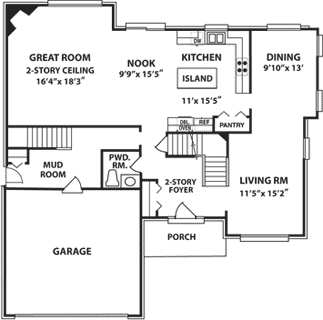 GREAT ROOM
2-STORY CEILING
16'4" x 18'3"
NOOK
9'9" x 15'5"
DW
KITCHEN
ISLAND
11' x 15'5"
DINING
9'10" x 13'
DBL.
OVEN
REF
PANTRY
MUD
ROOM
PWD.
RM.
2-STORY
FOYER
LIVING RM
11'5" x 15'2"
GARAGE
PORCH